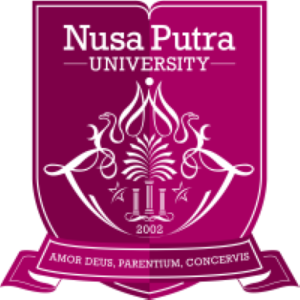 Nusa Putra
UNIVERSITY
2002
AMOR DEUS, PARENTIUM, CONCERVIS